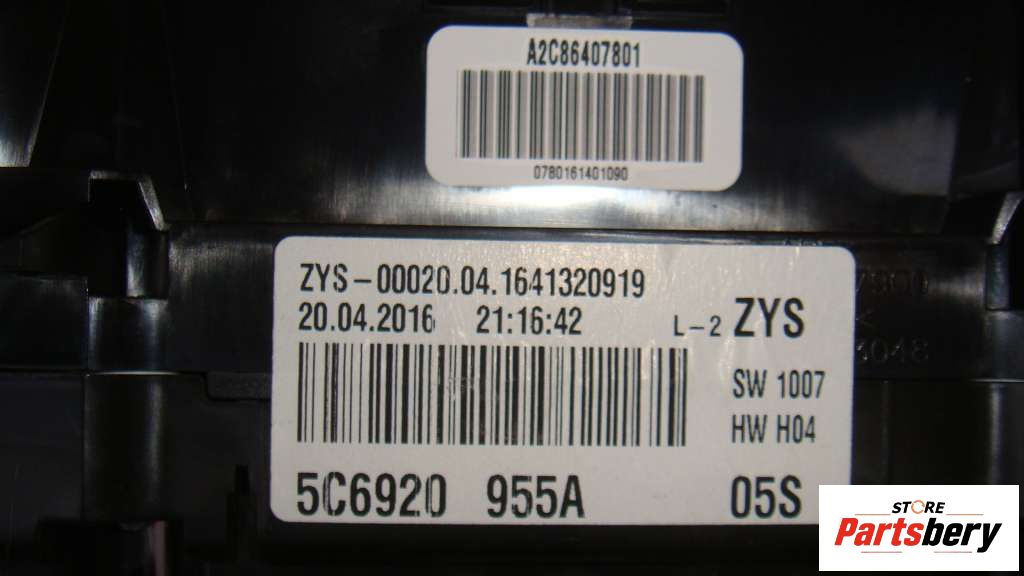 A2C86407801
0780161401090
ZYS-00020.04.1641320919
20.04.2016 21:16:42 L-2 ZYS
SW 1007
HW H04
5C6920 955A 05S
STORE
Partsbery